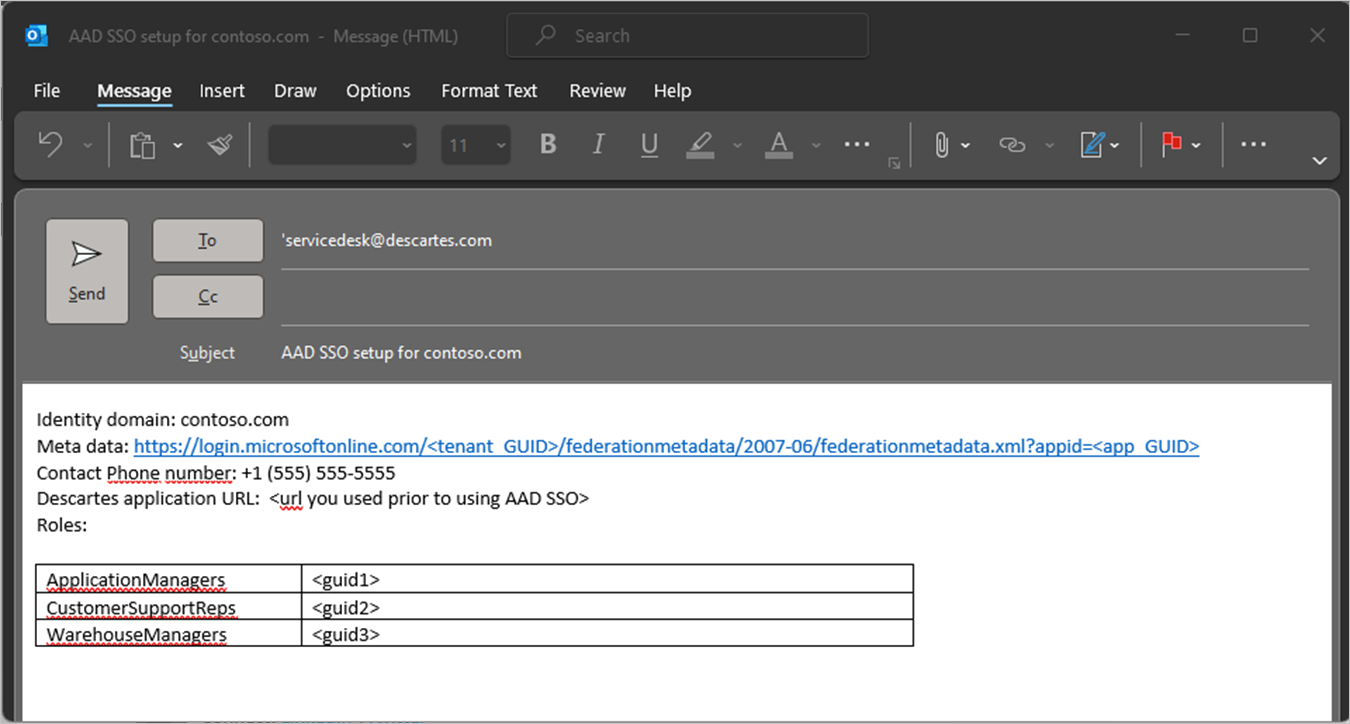 AAD SSO setup for contoso.com - Message (HTML)
Search
File Message Insert Draw Options Format Text Review Help
11 B I U A
To 'servicedesk@descartes.com
Send
Cc
Subject AAD SSO setup for contoso.com
Identity domain: contoso.com
Meta data: https://login.microsoftonline.com/<tenant_GUID>/federationmetadata/2007-06/federationmetadata.xml?appid=<app_GUID>
Contact Phone number: +1 (555) 555-5555
Descartes application URL: <url you used prior to using AAD SSO>
Roles:
ApplicationManagers <guid1>
CustomerSupportReps <guid2>
WarehouseManagers <guid3>